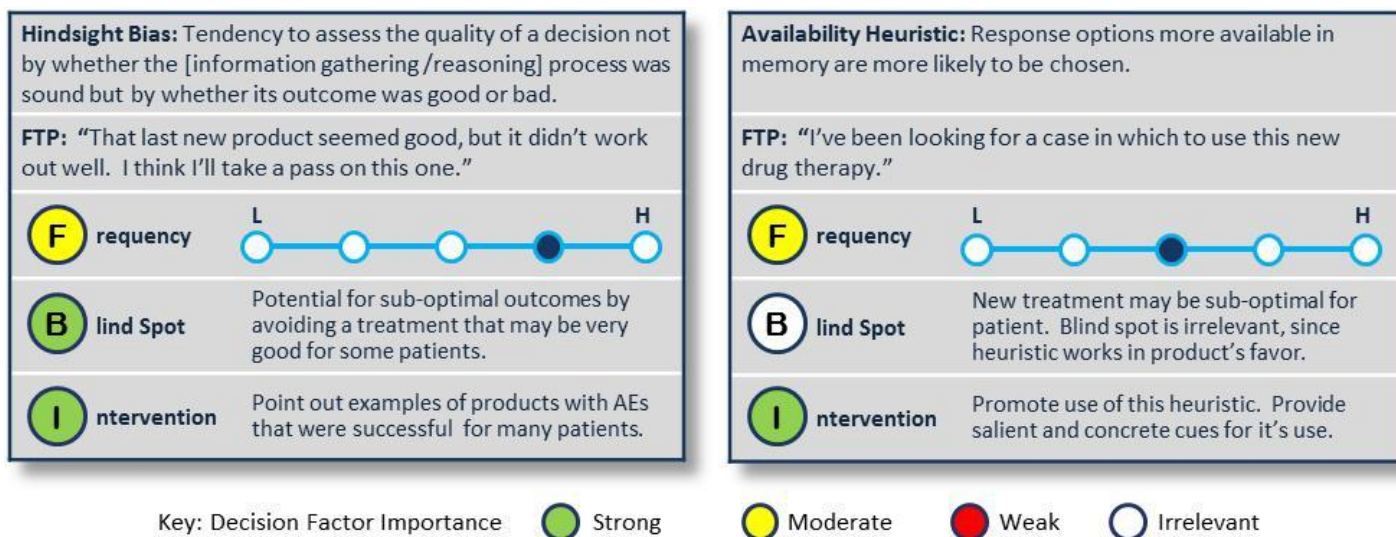 Hindsight Bias: Tendency to assess the quality of a decision not
by whether the [information gathering/reasoning] process was
sound but by whether its outcome was good or bad.
FTP: “That last new product seemed good, but it didn’t work
out well. I think I’ll take a pass on this one.”
F requency
L H
B lind Spot
Potential for sub-optimal outcomes by
avoiding a treatment that may be very
good for some patients.
I ntervention
Point out examples of products with AEs
that were successful for many patients.
Availability Heuristic: Response options more available in
memory are more likely to be chosen.
FTP: “I’ve been looking for a case in which to use this new
drug therapy.”
F requency
L H
B lind Spot
New treatment may be sub-optimal for
patient. Blind spot is irrelevant, since
heuristic works in product’s favor.
I ntervention
Promote use of this heuristic. Provide
salient and concrete cues for it’s use.
Key: Decision Factor Importance Strong Moderate Weak Irrelevant